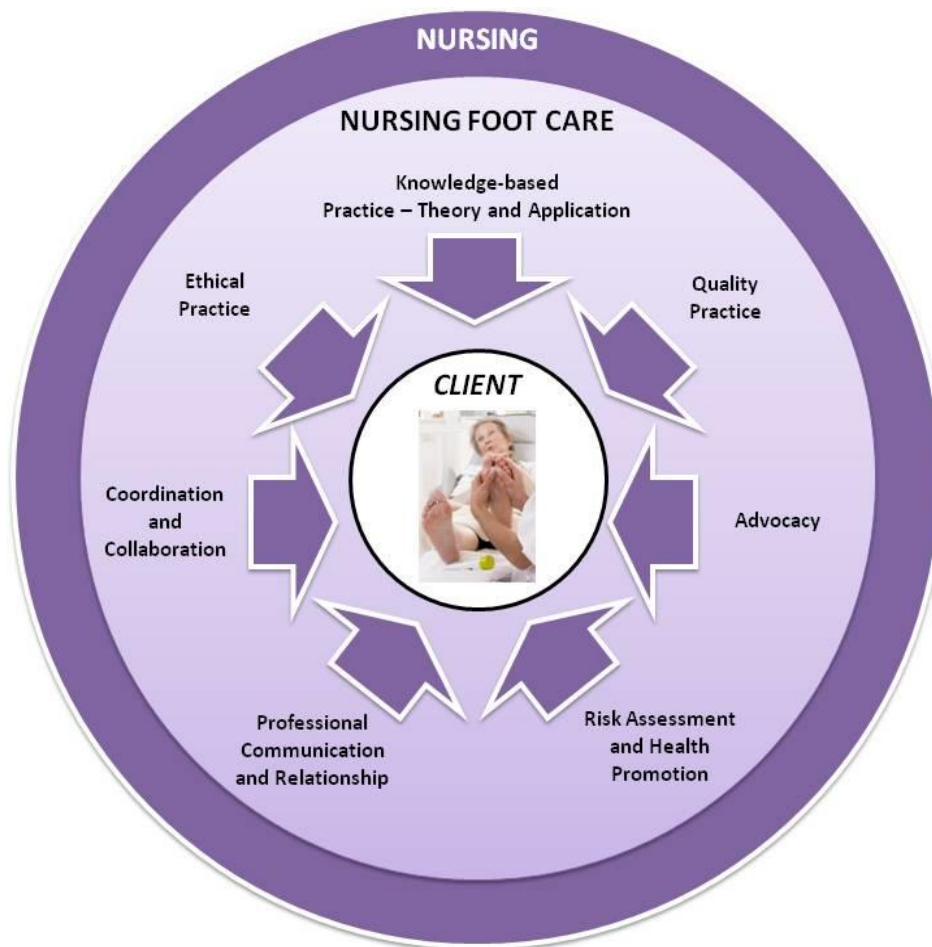 NURSING
NURSING FOOT CARE
Knowledge-based
Practice – Theory and Application
Ethical
Practice
Quality
Practice
CLIENT
Coordination
and
Collaboration
Advocacy
Professional
Communication
and Relationship
Risk Assessment
and Health
Promotion